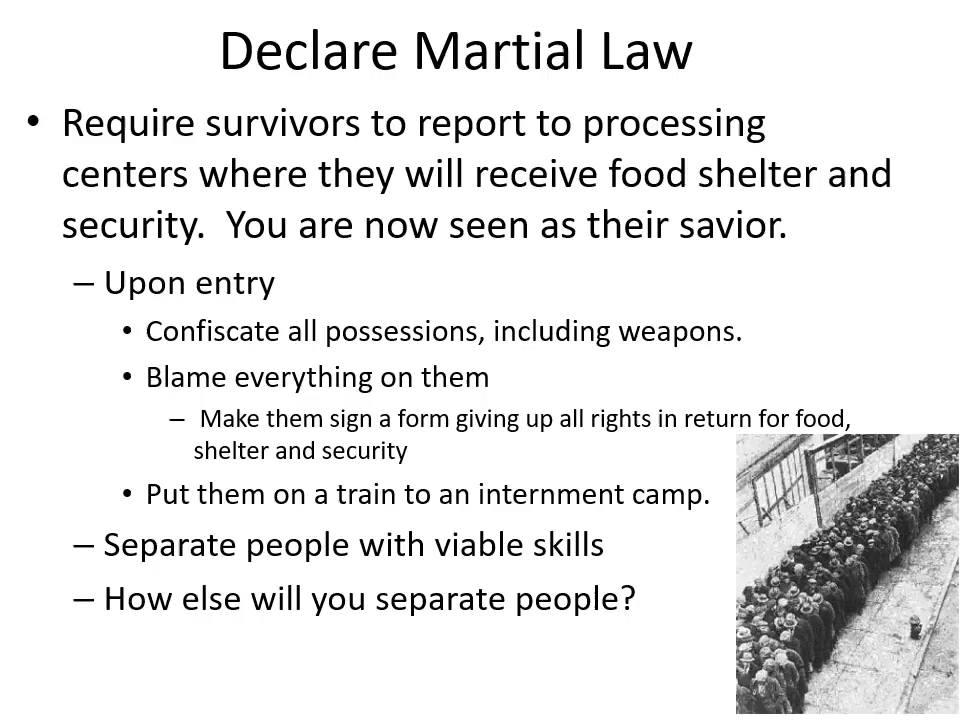 Declare Martial Law
• Require survivors to report to processing
centers where they will receive food shelter and
security.  You are now seen as their savior.
– Upon entry
• Confiscate all possessions, including weapons.
• Blame everything on them
– Make them sign a form giving up all rights in return for food,
shelter and security
• Put them on a train to an internment camp.
– Separate people with viable skills
– How else will you separate people?